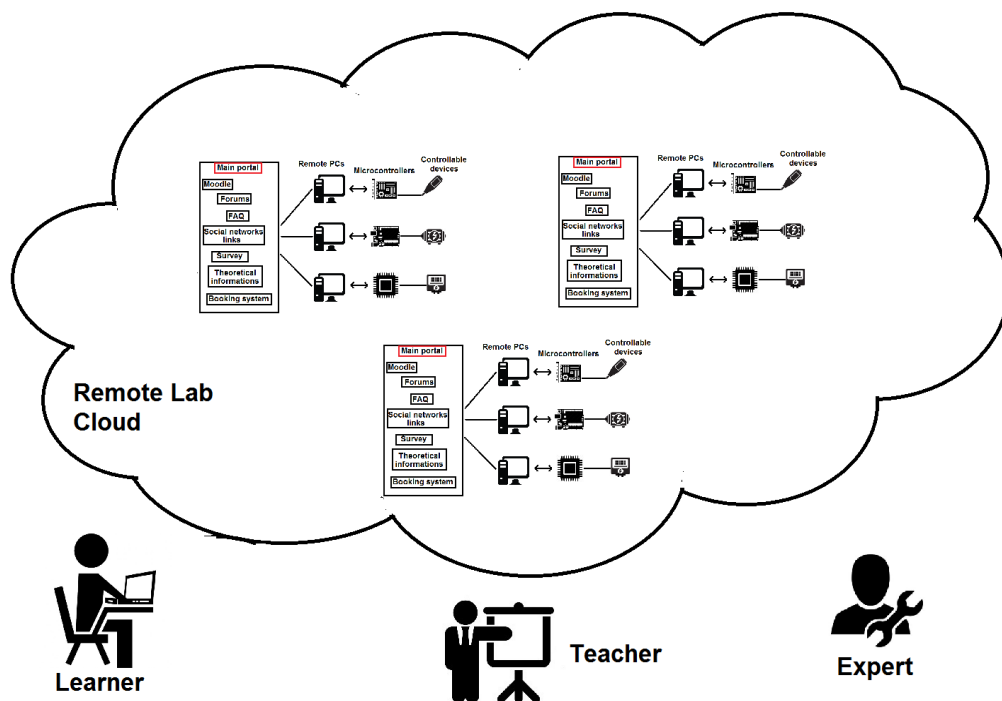 Main portal
Moodle
Forums
FAQ
Social networks
links
Survey
Theoretical
informations
Booking system
Remote PCs
Microcontrollers
Controllable
devices
Main portal
Moodle
Forums
FAQ
Social networks
links
Survey
Theoretical
informations
Booking system
Remote PCs
Microcontrollers
Controllable
devices
Main portal
Moodle
Forums
FAQ
Social networks
links
Survey
Theoretical
informations
Booking system
Remote PCs
Microcontrollers
Controllable
devices
Remote Lab
Cloud
Learner
Teacher
Expert